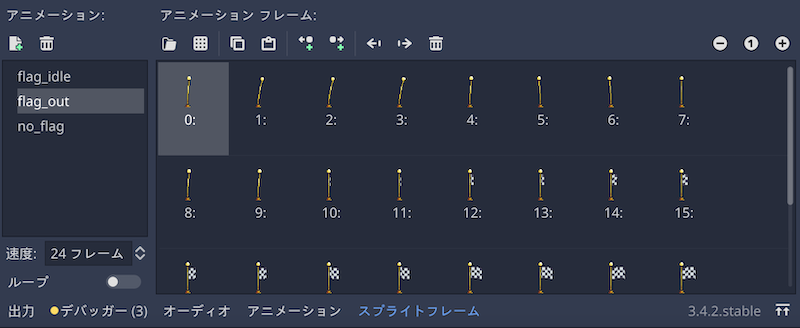 アニメーション:
アニメーション フレーム:
flag_idle
flag_out
no_flag
0: 1: 2: 3: 4: 5: 6: 7:
8: 9: 10: 11: 12: 13: 14: 15:
速度: 24 フレーム
ループ
出力 デバッガー (3) オーディオ アニメーション スプライトフレーム 3.4.2.stable